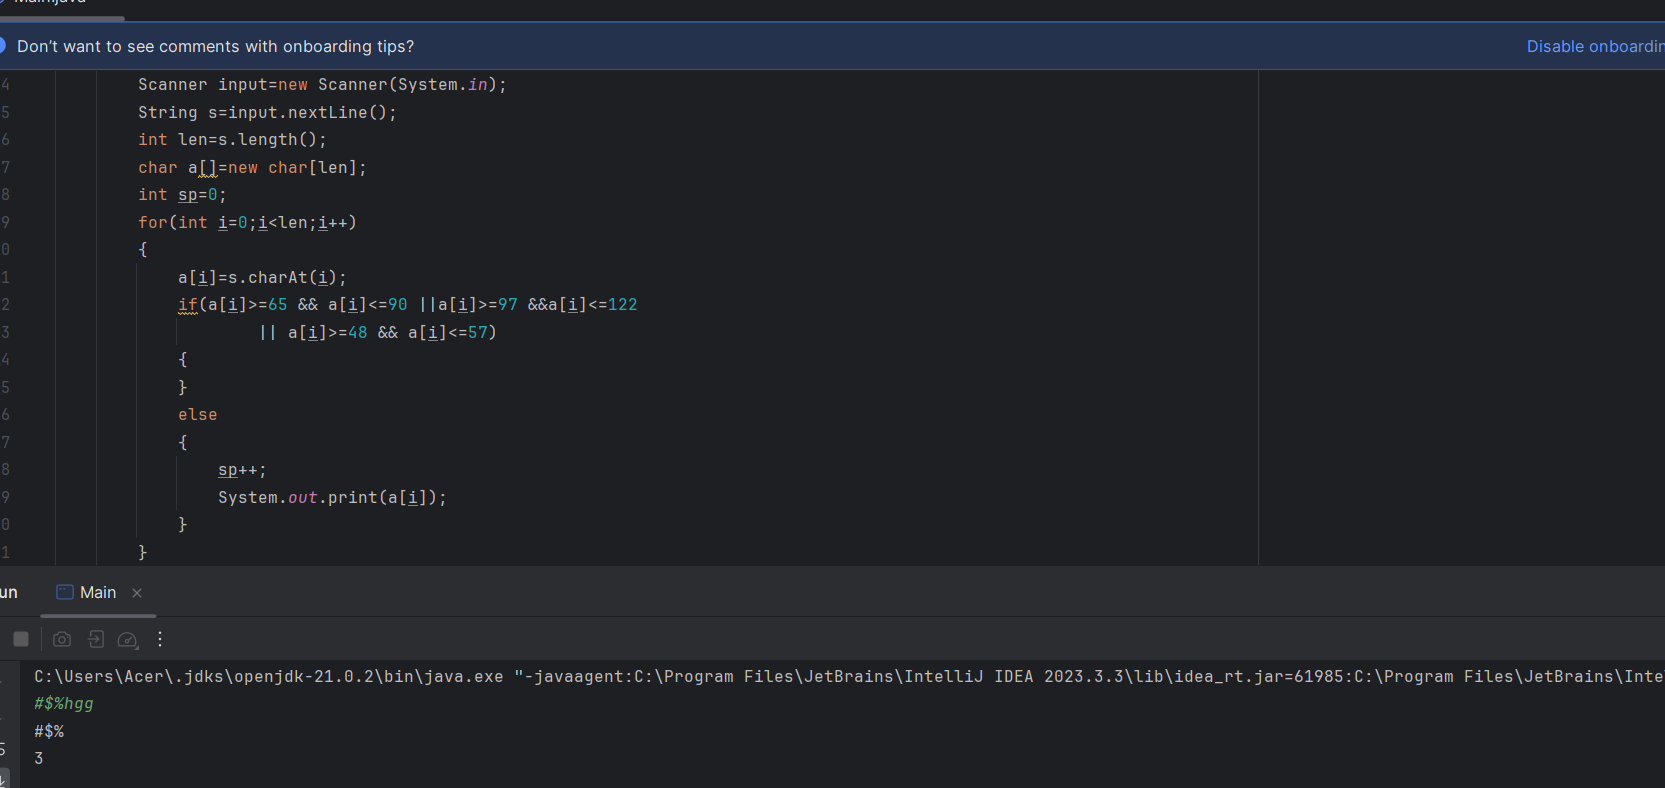 Main.java
Don't want to see comments with onboarding tips?
Disable onboardin
4 Scanner input=new Scanner(System.in);
5 String s=input.nextLine();
6 int len=s.length();
7 char a[]=new char[len];
8 int sp=0;
9 for(int i=0;i<len;i++)
0 {
1 a[i]=s.charAt(i);
2 if(a[i]>=65 && a[i]<=90 ||a[i]>=97 &&a[i]<=122
3 || a[i]>=48 && a[i]<=57)
4 {
5 }
6 else
7 {
8 sp++;
9 System.out.print(a[i]);
0 }
1 }
un Main
C:\Users\Acer\.jdks\openjdk-21.0.2\bin\java.exe "-javaagent:C:\Program Files\JetBrains\IntelliJ IDEA 2023.3.3\lib\idea_rt.jar=61985:C:\Program Files\JetBrains\Inte
#$%hgg
#$%
3